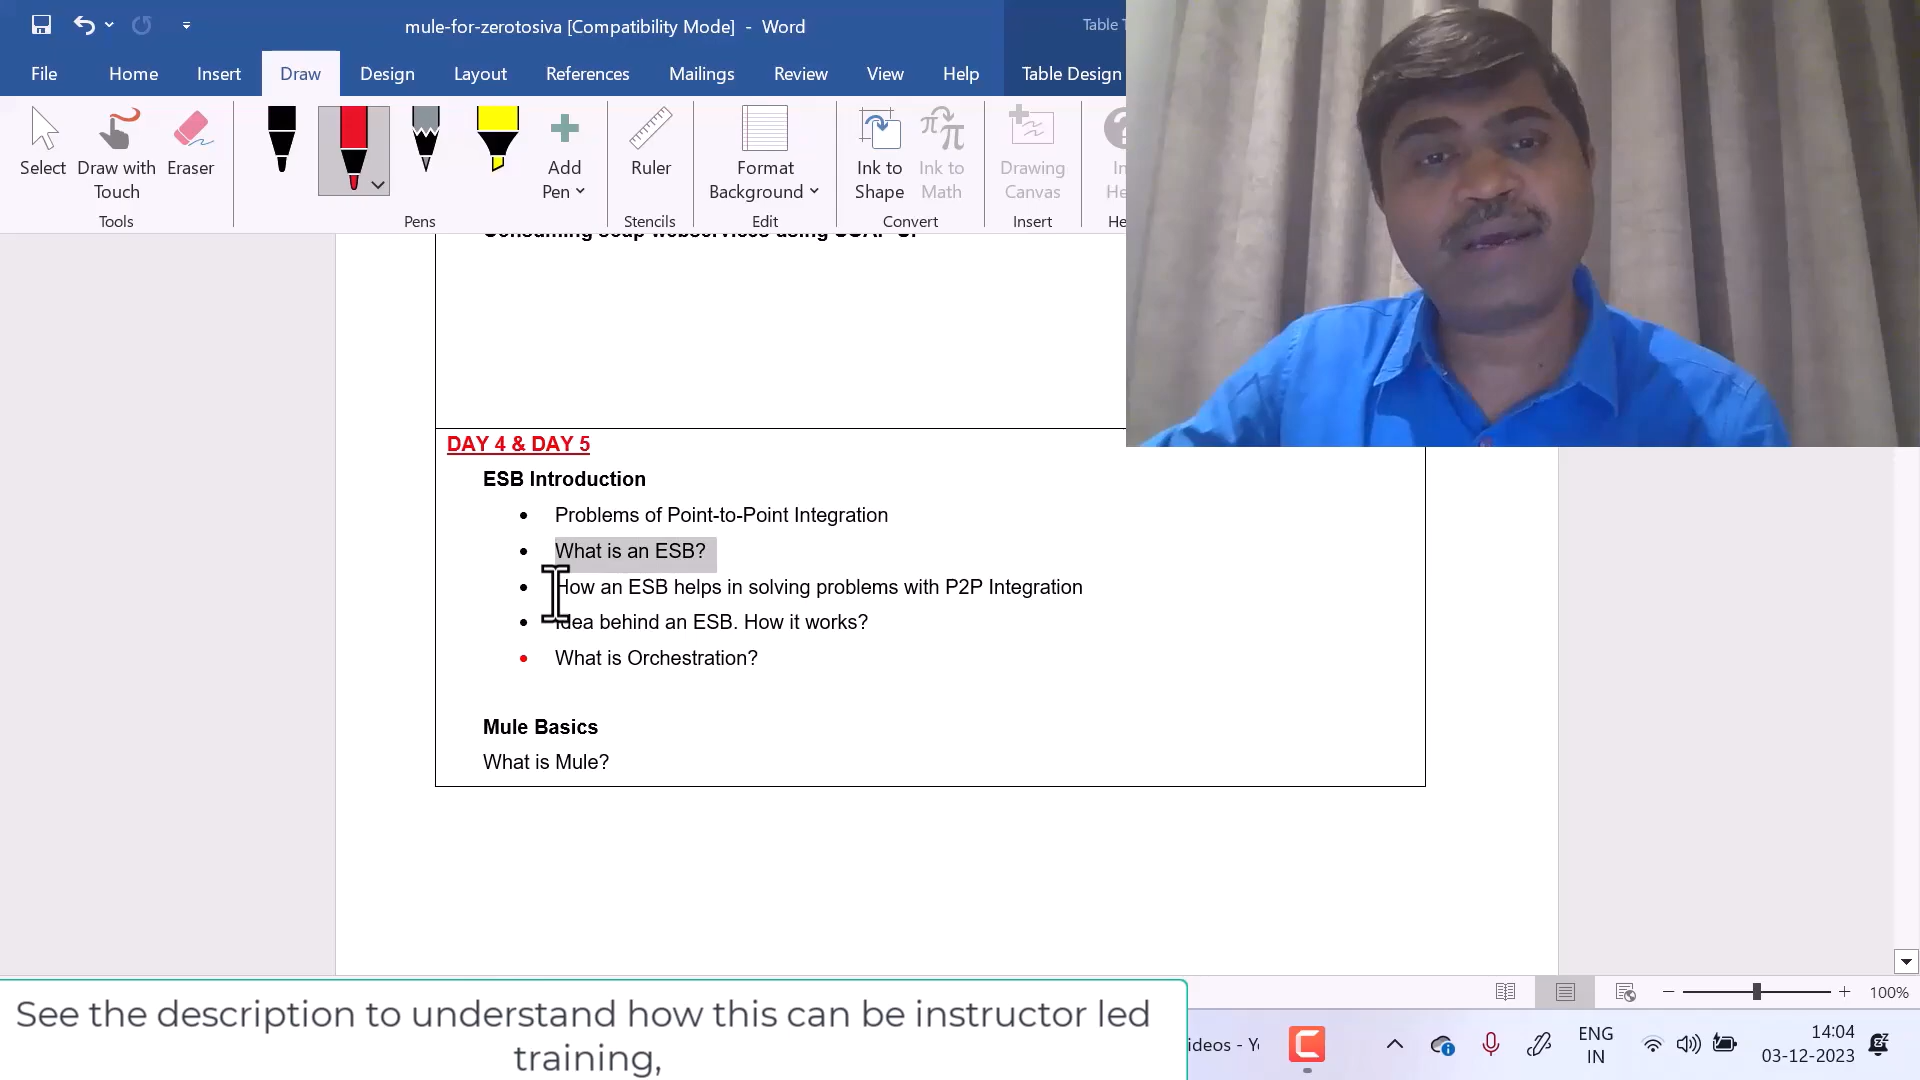 mule-for-zerotosiva [Compatibility Mode] - Word
Table T
File Home Insert Draw Design Layout References Mailings Review View Help Table Design
Select Draw with Touch Eraser Add Pen Ruler Format Background Ink to Shape Ink to Math Drawing Canvas
Tools Pens Stencils Edit Convert Insert
DAY 4 & DAY 5
ESB Introduction
• Problems of Point-to-Point Integration
• What is an ESB?
• How an ESB helps in solving problems with P2P Integration
• Idea behind an ESB. How it works?
• What is Orchestration?
Mule Basics
What is Mule?
100%
See the description to understand how this can be instructor led
training,
ideos - Y
ENG
IN
14:04
03-12-2023